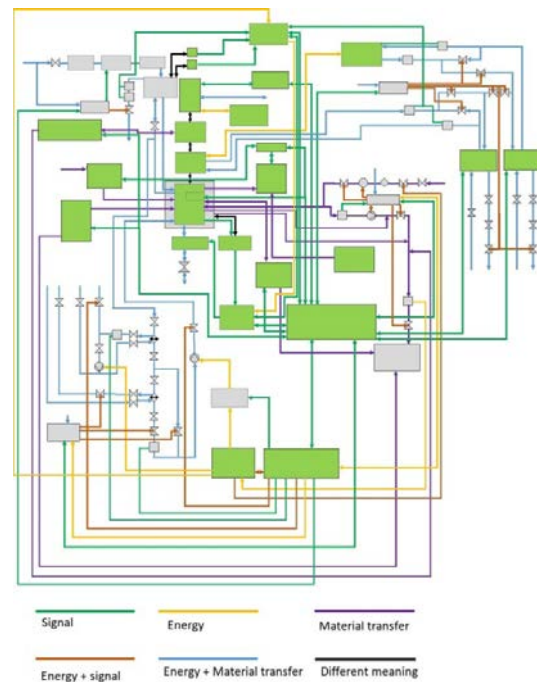 Signal
Energy
Material transfer
Energy + signal
Energy + Material transfer
Different meaning